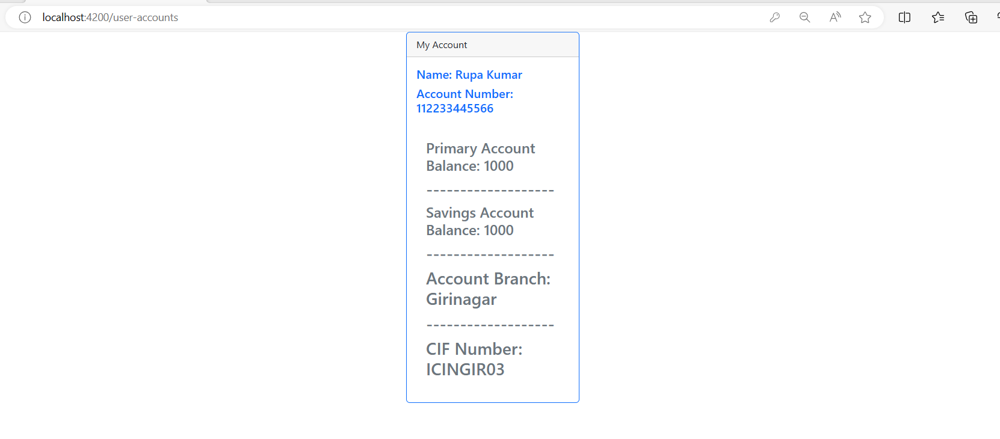 localhost:4200/user-accounts
My Account
Name: Rupa Kumar
Account Number:
112233445566
Primary Account
Balance: 1000
-------------------
Savings Account
Balance: 1000
-------------------
Account Branch:
Girinagar
-------------------
CIF Number:
ICINGIR03